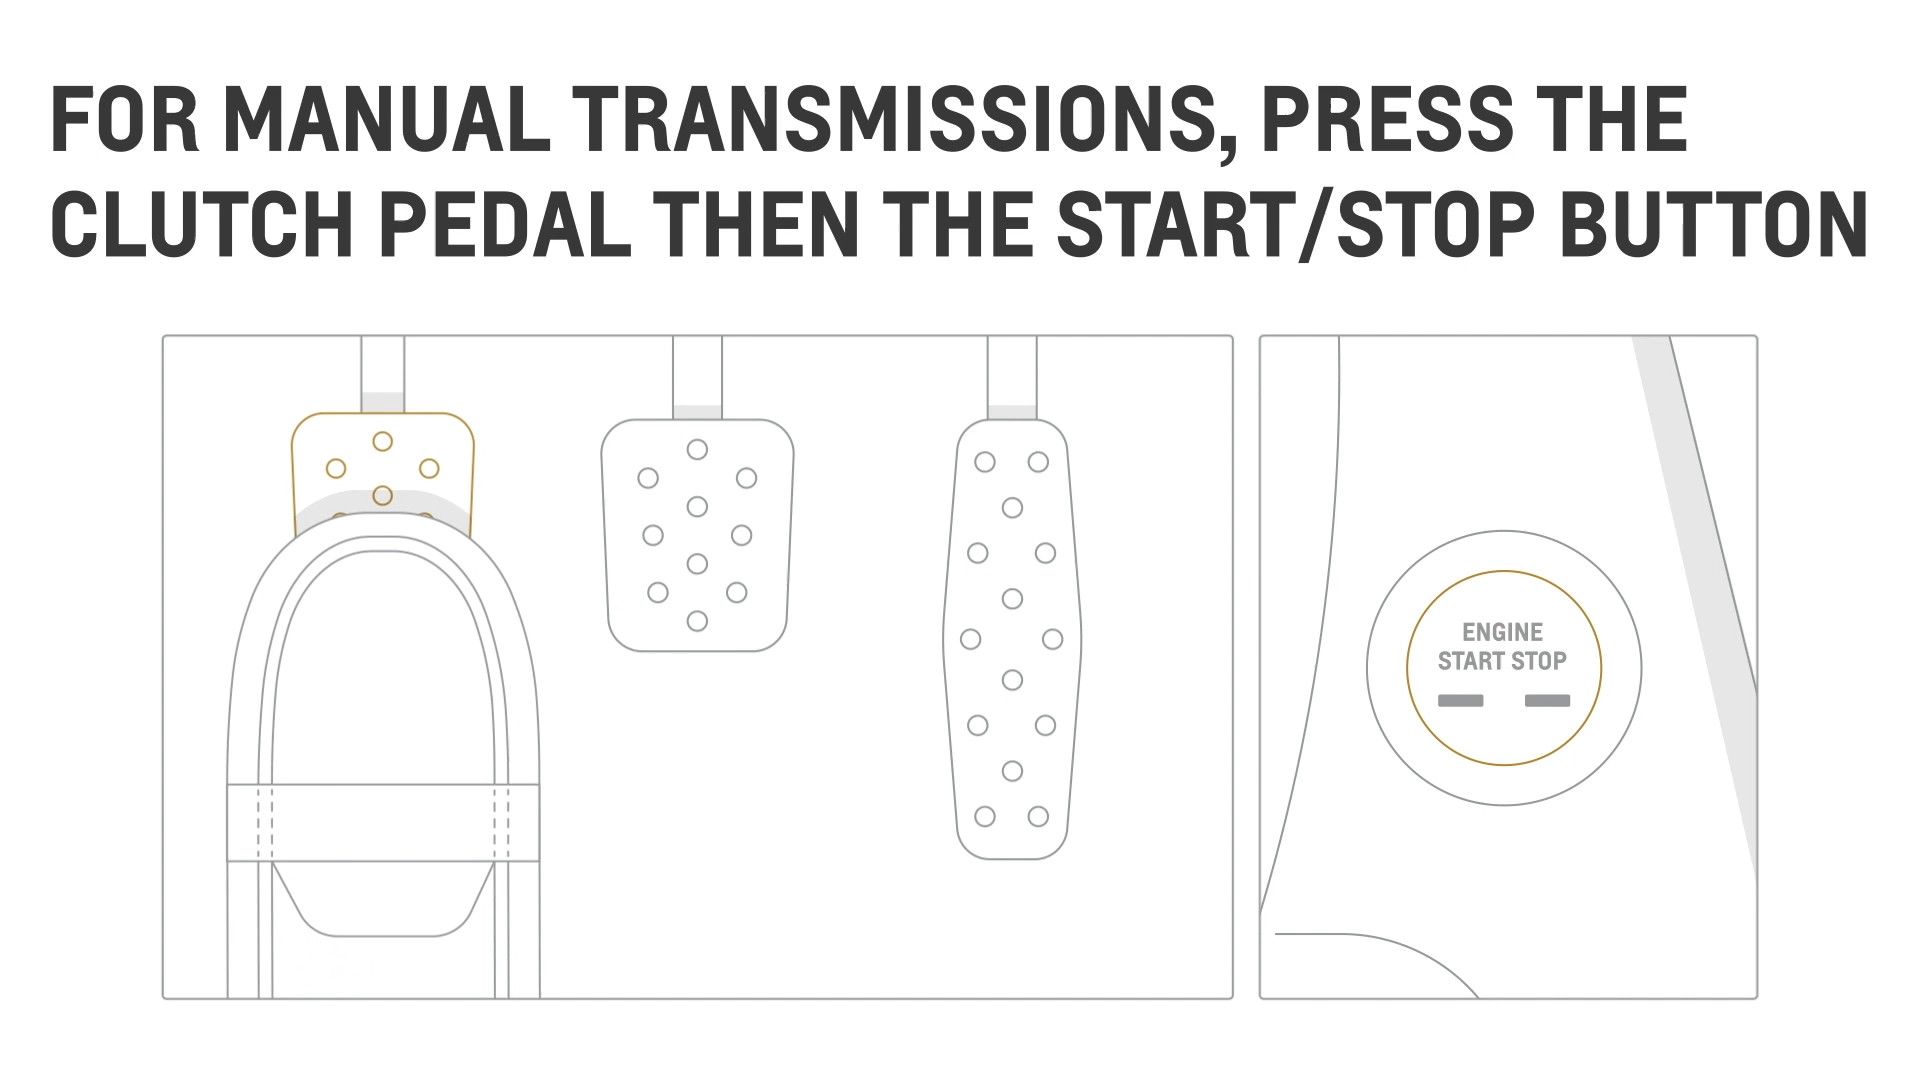 FOR MANUAL TRANSMISSIONS, PRESS THE
CLUTCH PEDAL THEN THE START/STOP BUTTON
ENGINE
START STOP